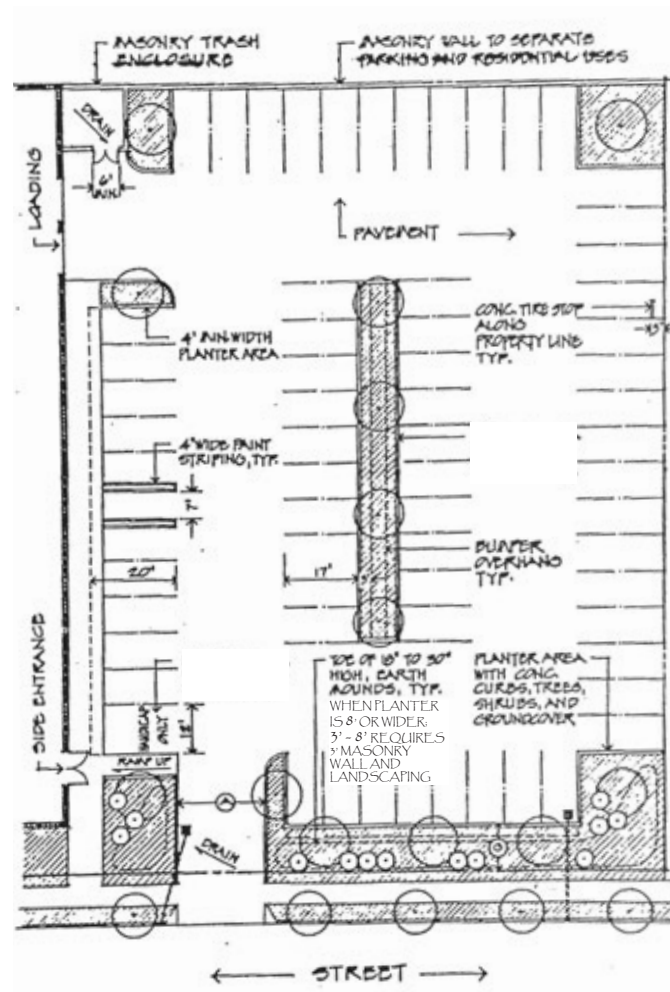 MASONRY TRASH
ENCLOSURE
MASONRY WALL TO SEPARATE
PARKING AND RESIDENTIAL USES
DRAIN
6'
MIN.
LOADING
PAVEMENT
4' MIN. WIDTH
PLANTER AREA
CONC. TIRE STOP
ALONG
PROPERTY LINE
TYP.
4" WIDE PAINT
STRIPING, TYP.
7'
BUMPER
OVERHANG
TYP.
20'
17'
SIDE ENTRANCE
HANDICAP
ONLY
12'
RAMP UP
TOE OF 18" TO 30"
HIGH, EARTH
MOUNDS, TYP.
WHEN PLANTER
IS 8' OR WIDER,
3' - 8' REQUIRES
3' MASONRY
WALL AND
LANDSCAPING
PLANTER AREA
WITH CONC.
CURBS, TREES,
SHRUBS, AND
GROUNDCOVER
A
DRAIN
STREET